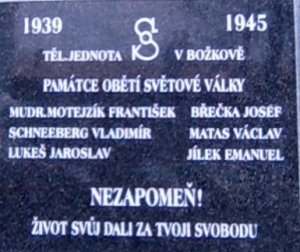 1939 1945
TĚL.JEDNOTA V BOŽKOVĚ
PAMÁTCE OBĚTÍ SVĚTOVÉ VÁLKY
MUDR.MOTEJZÍK FRANTIŠEK BŘEČKA JOSEF
SCHNEEBERG VLADIMÍR MATAS VÁCLAV
LUKEŠ JAROSLAV JÍLEK EMANUEL
NEZAPOMEŇ!
ŽIVOT SVŮJ DALI ZA TVOJI SVOBODU